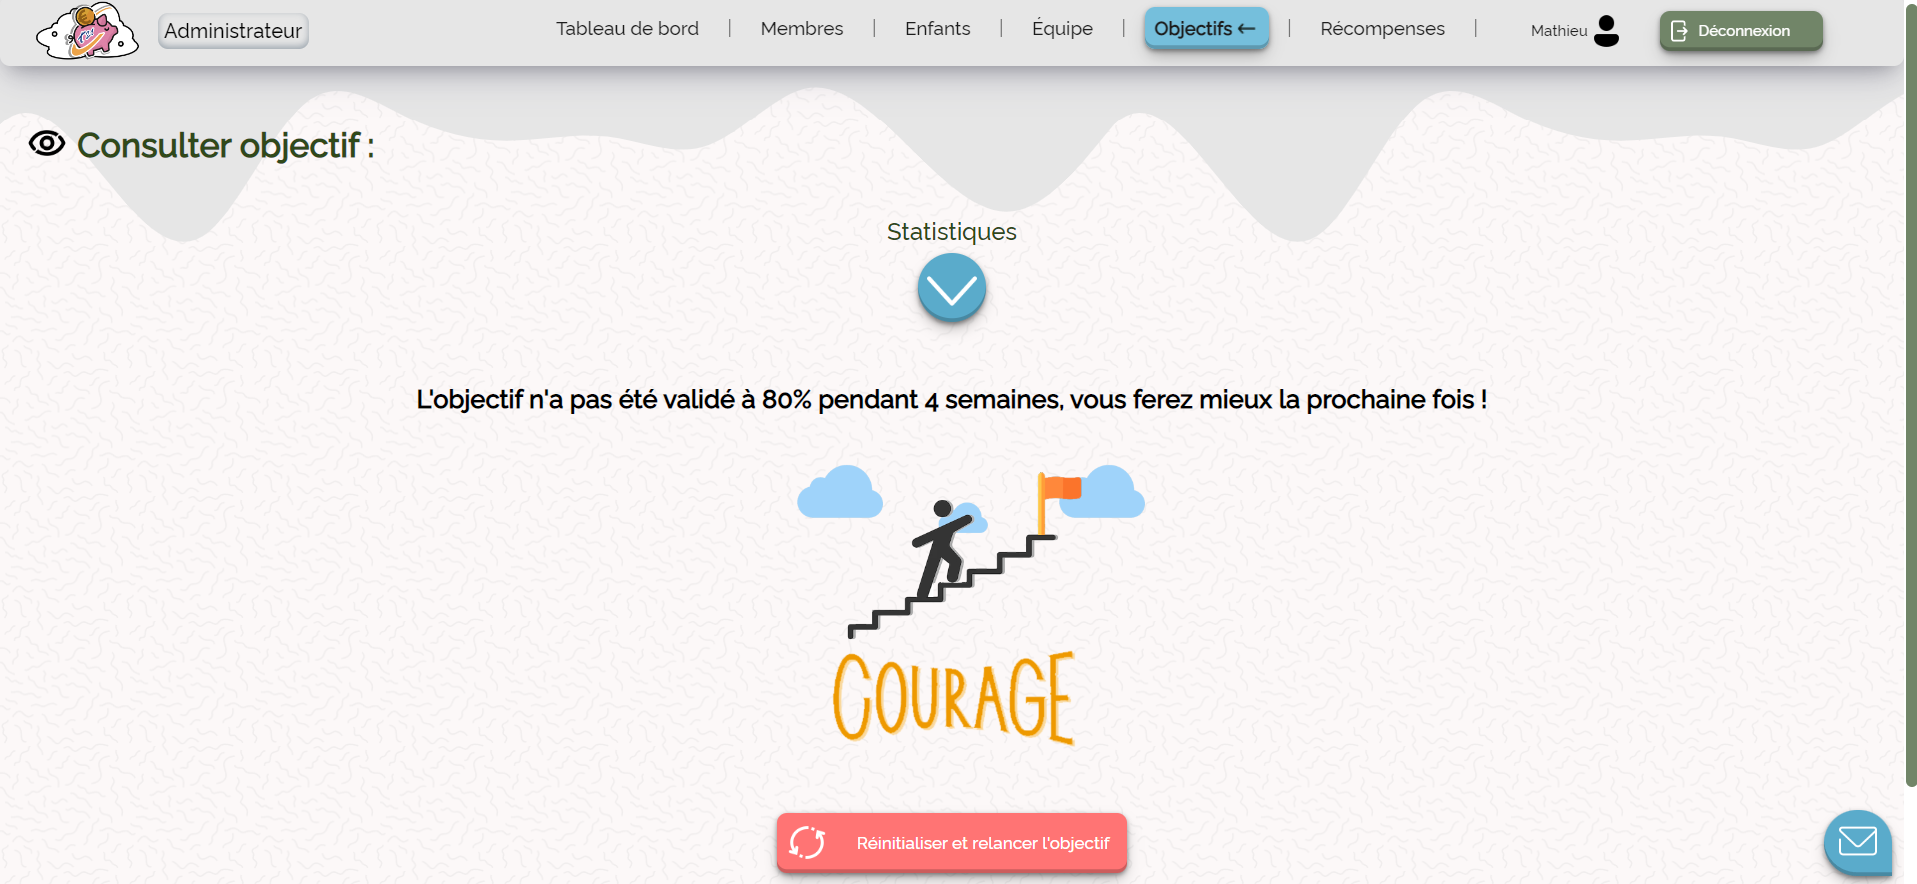 Administrateur
Tableau de bord | Membres | Enfants | Équipe | Objectifs ← | Récompenses |
Mathieu
Déconnexion
Consulter objectif :
Statistiques
L'objectif n'a pas été validé à 80% pendant 4 semaines, vous ferez mieux la prochaine fois !
COURAGE
Réinitialiser et relancer l'objectif